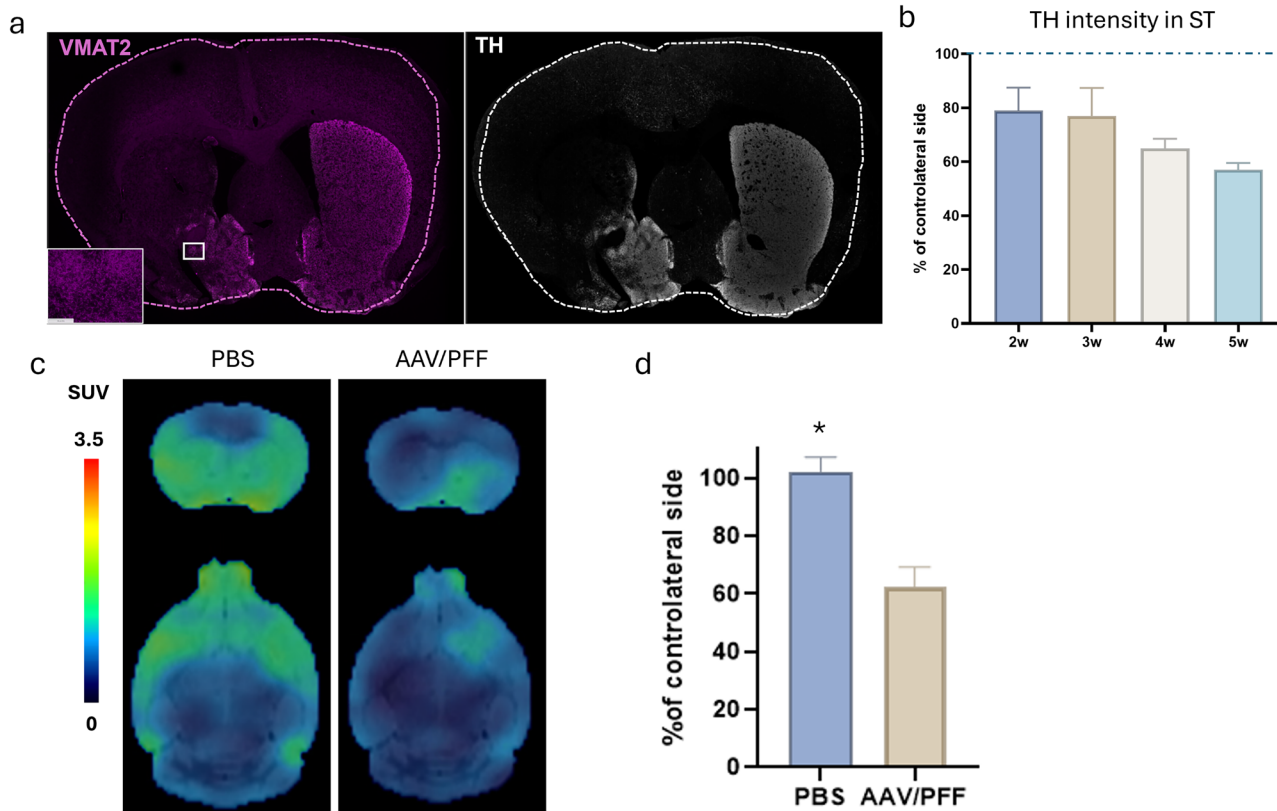 a
VMAT2
TH
b
TH intensity in ST
% of controlateral side
100
80
60
40
20
0
2w
3w
4w
5w
c
PBS
AAV/PFF
SUV
3.5
0
d
*
%of controlateral side
100
80
60
40
20
0
PBS
AAV/PFF